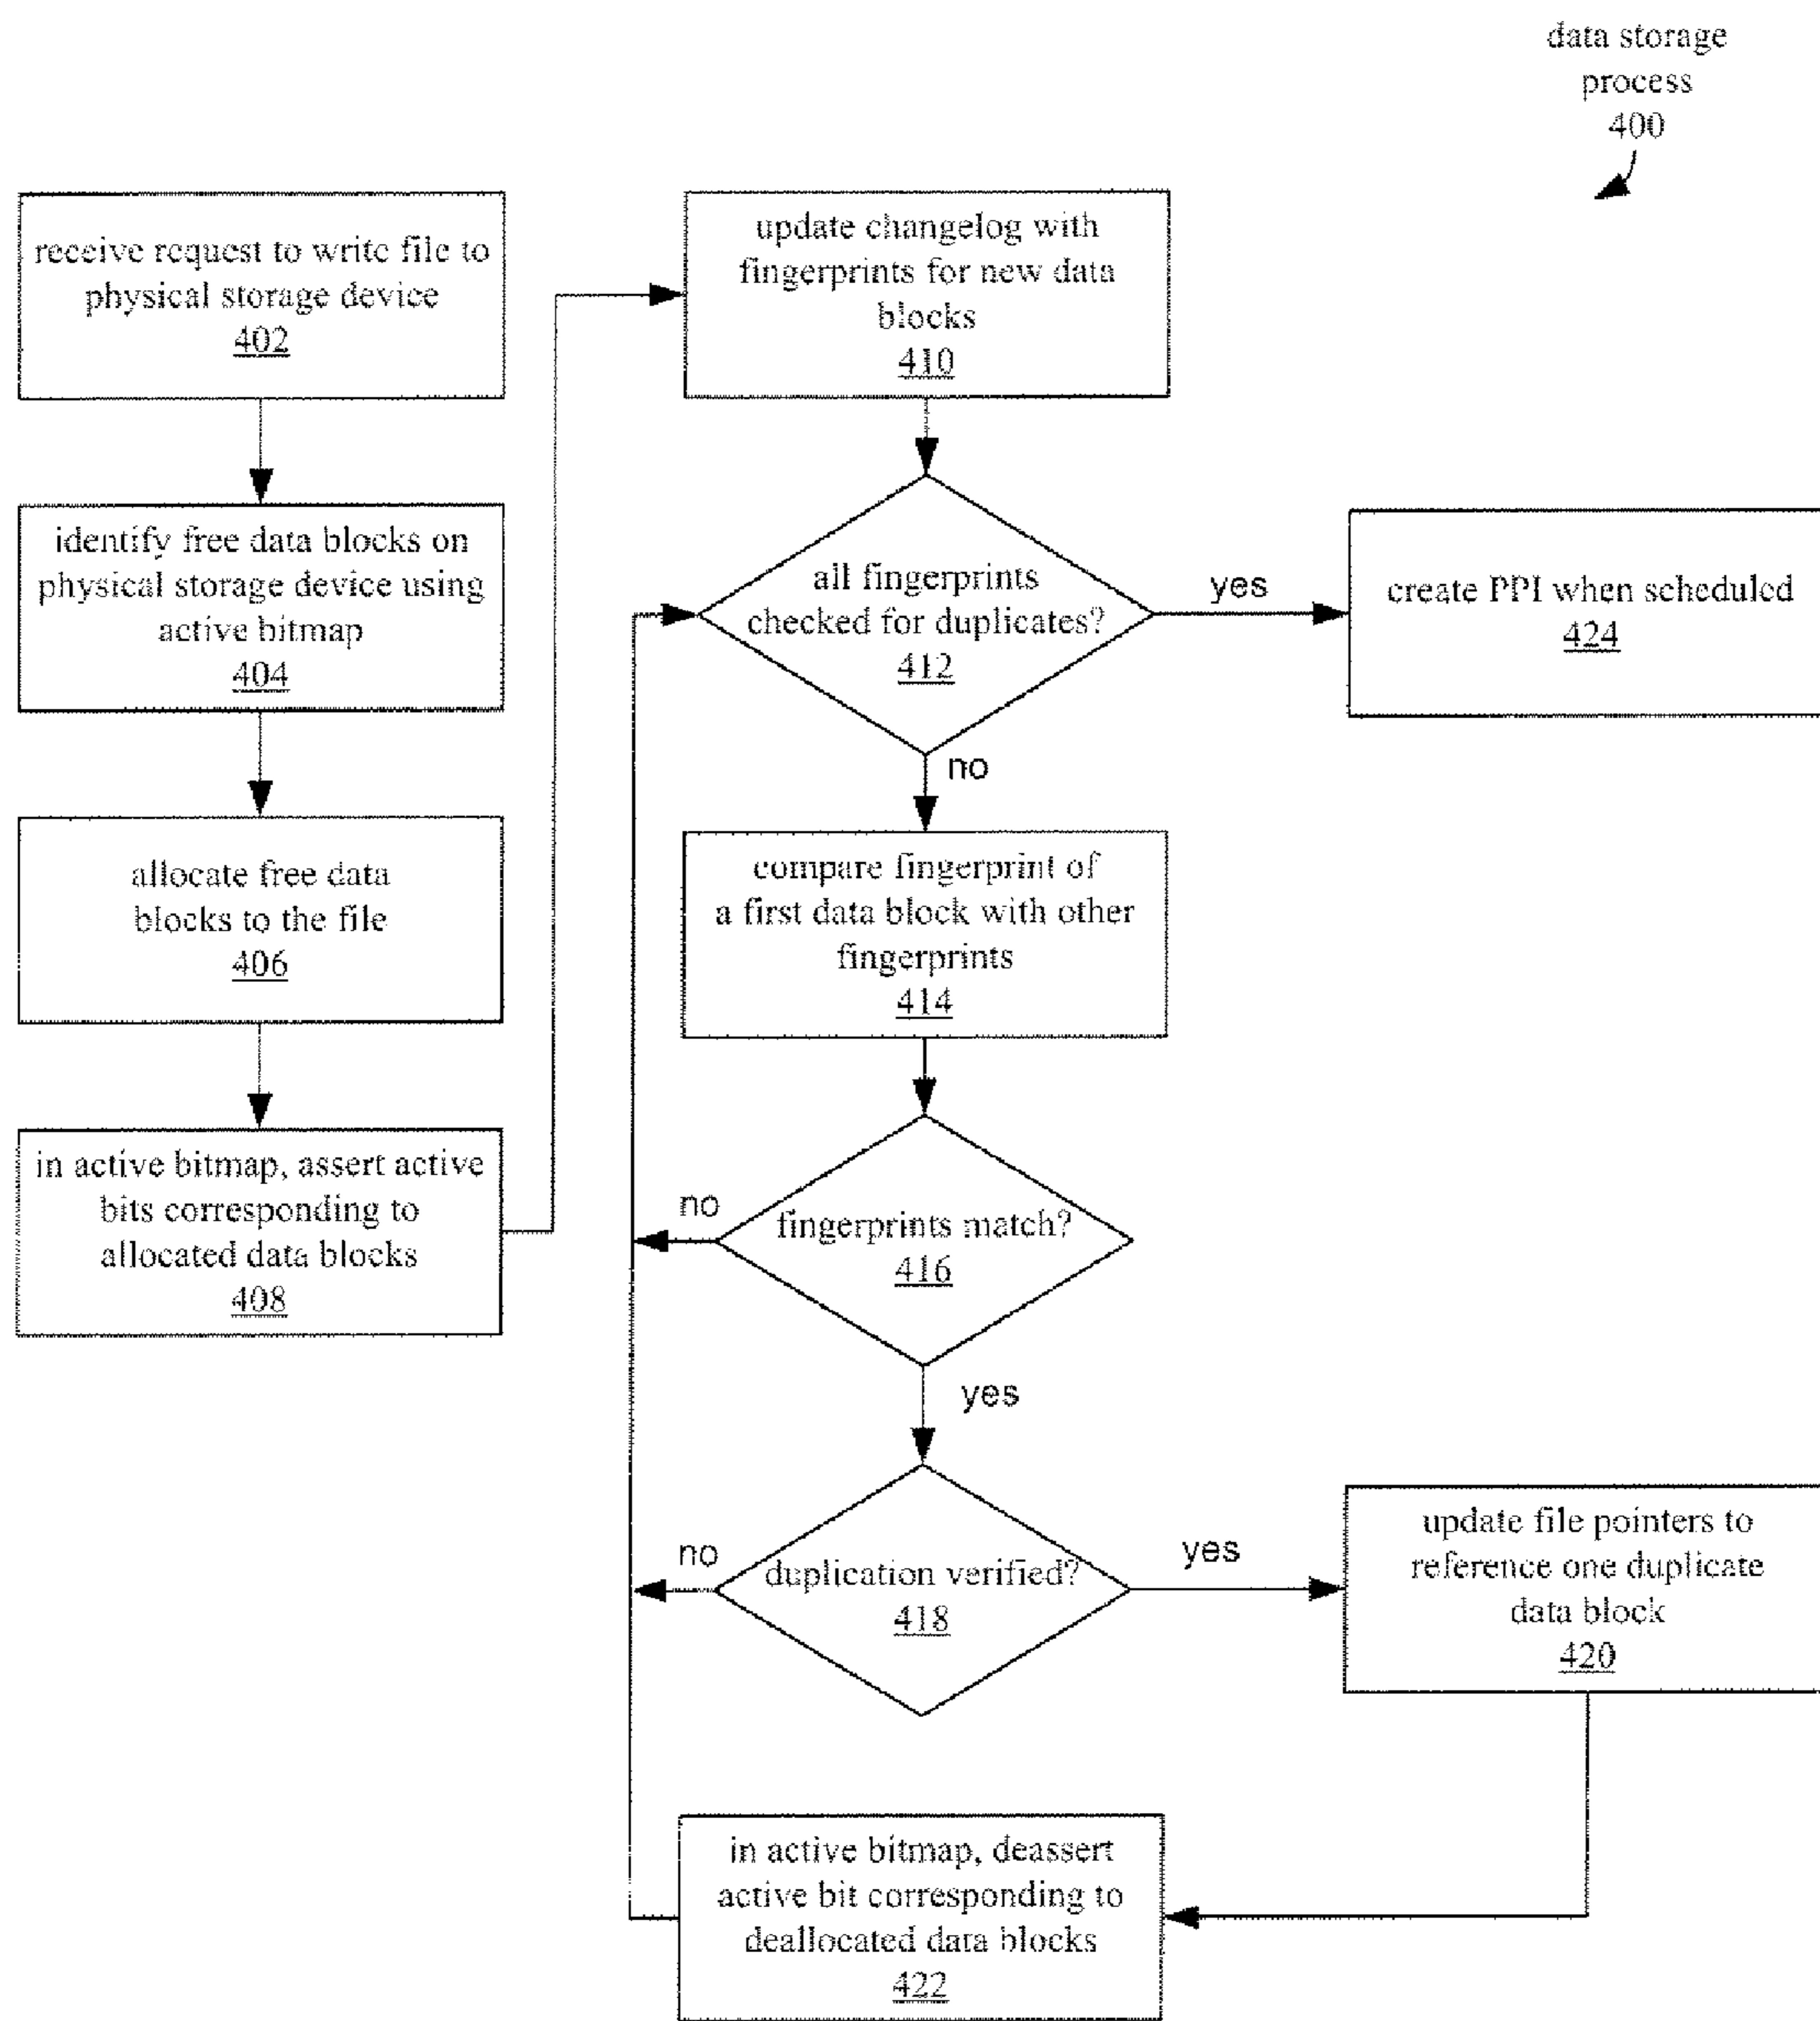 data storage
process
400
receive request to write file to
physical storage device
402
identify free data blocks on
physical storage device using
active bitmap
404
allocate free data
blocks to the file
406
in active bitmap, assert active
bits corresponding to
allocated data blocks
408
update changelog with
fingerprints for new data
blocks
410
all fingerprints
checked for duplicates?
412
yes
create PPI when scheduled
424
no
compare fingerprint of
a first data block with other
fingerprints
414
no
fingerprints match?
416
yes
no
duplication verified?
418
yes
update file pointers to
reference one duplicate
data block
420
in active bitmap, deassert
active bit corresponding to
deallocated data blocks
422